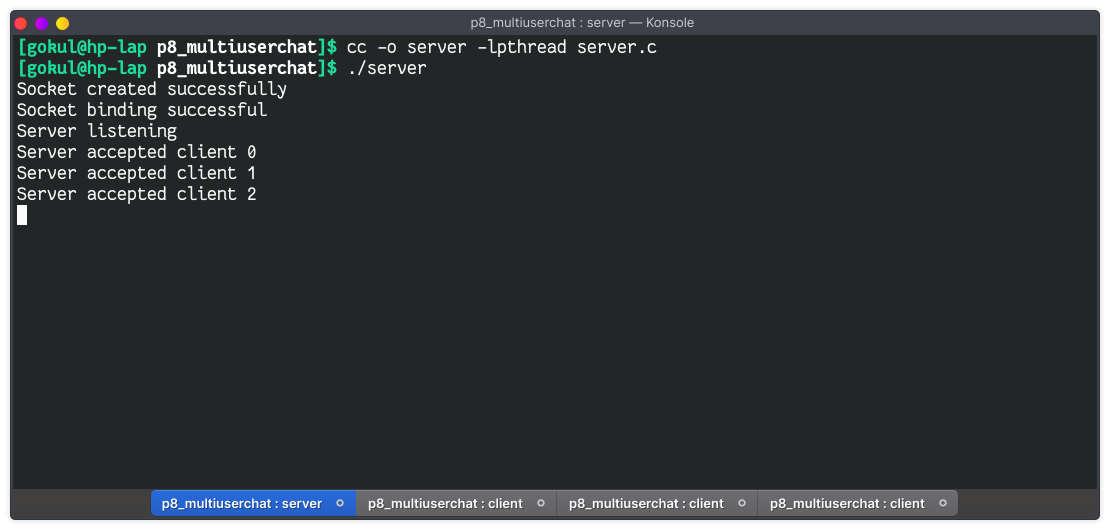 p8_multiuserchat : server — Konsole
[gokul@hp-lap p8_multiuserchat]$ cc -o server -lpthread server.c
[gokul@hp-lap p8_multiuserchat]$ ./server
Socket created successfully
Socket binding successful
Server listening
Server accepted client 0
Server accepted client 1
Server accepted client 2
p8_multiuserchat : server p8_multiuserchat : client p8_multiuserchat : client p8_multiuserchat : client